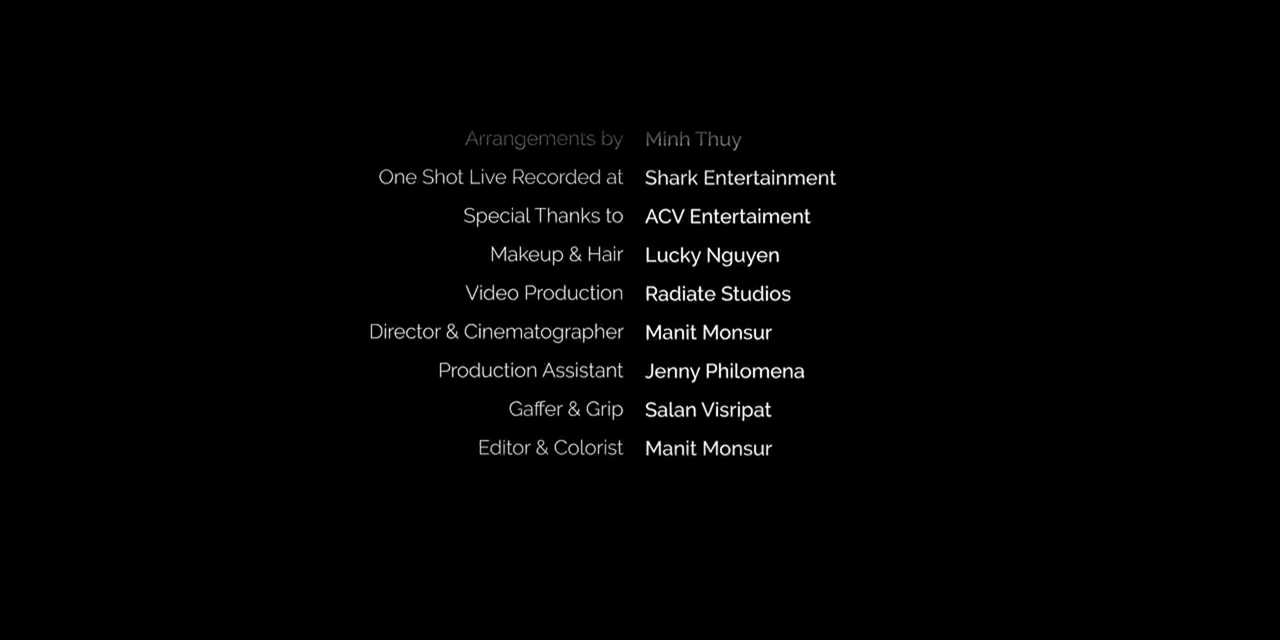 Arrangements by Minh Thuy
One Shot Live Recorded at Shark Entertainment
Special Thanks to ACV Entertaiment
Makeup & Hair Lucky Nguyen
Video Production Radiate Studios
Director & Cinematographer Manit Monsur
Production Assistant Jenny Philomena
Gaffer & Grip Salan Visripat
Editor & Colorist Manit Monsur